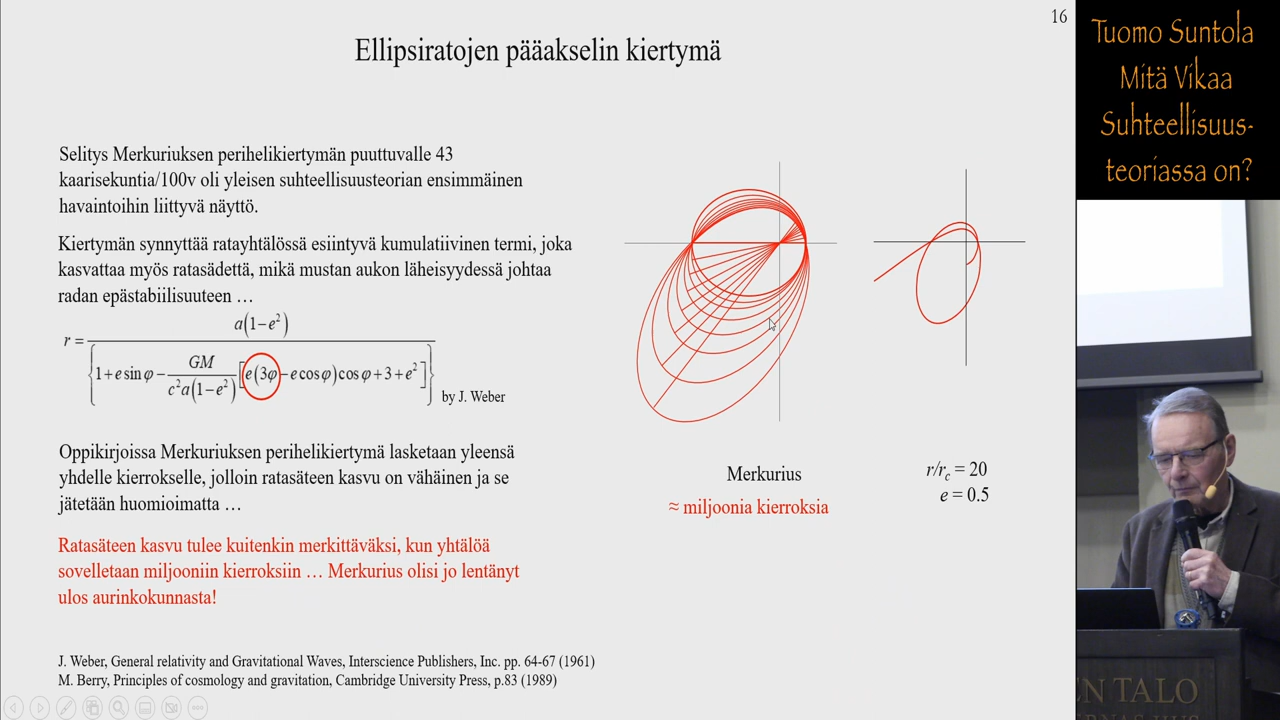 16
Ellipsiratojen pääakselin kiertymä
Selitys Merkuriuksen perihelikiertymän puuttuvalle 43
kaarisekuntia/100v oli yleisen suhteellisuusteorian ensimmäinen
havaintoihin liittyvä näyttö.
Kiertymän synnyttää ratayhtälössä esiintyvä kumulatiivinen termi, joka
kasvattaa myös ratasädettä, mikä mustan aukon läheisyydessä johtaa
radan epästabiilisuuteen …
r = a(1−e²) / {1+e sin φ − GM / c²a(1−e²) [e(3φ−e cos φ)cos φ+3+e²]}
by J. Weber
Oppikirjoissa Merkuriuksen perihelikiertymä lasketaan yleensä
yhdelle kierrokselle, jolloin ratasäteen kasvu on vähäinen ja se
jätetään huomioimatta …
Ratasäteen kasvu tulee kuitenkin merkittäväksi, kun yhtälöä
sovelletaan miljooniin kierroksiin … Merkurius olisi jo lentänyt
ulos aurinkokunnasta!
J. Weber, General relativity and Gravitational Waves, Interscience Publishers, Inc. pp. 64-67 (1961)
M. Berry, Principles of cosmology and gravitation, Cambridge University Press, p.83 (1989)
Merkurius
≈ miljoonia kierroksia
r/r꜀ = 20
e = 0.5
Tuomo Suntola
Mitä Vikaa
Suhteellisuus-
teoriassa on?
EN TALO